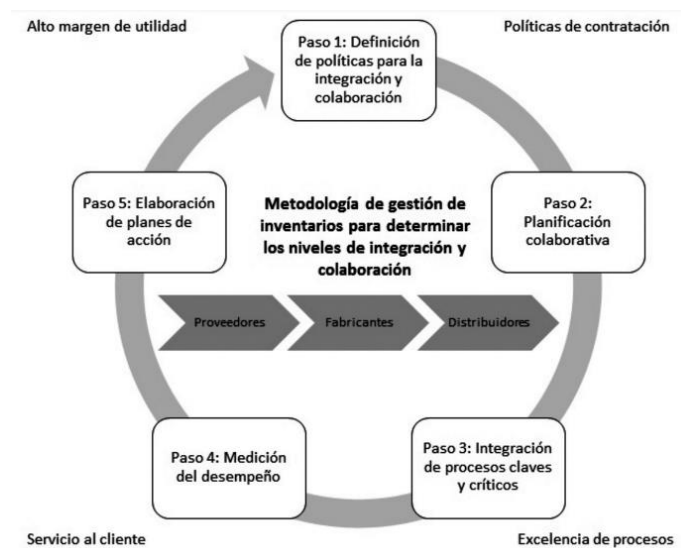 Alto margen de utilidad
Políticas de contratación
Paso 1: Definición
de políticas para la
integración y
colaboración
Paso 5: Elaboración
de planes de
acción
Metodología de gestión de
inventarios para determinar
los niveles de integración y
colaboración
Paso 2:
Planificación
colaborativa
Proveedores
Fabricantes
Distribuidores
Paso 4: Medición
del desempeño
Paso 3: Integración
de procesos claves
y críticos
Servicio al cliente
Excelencia de procesos